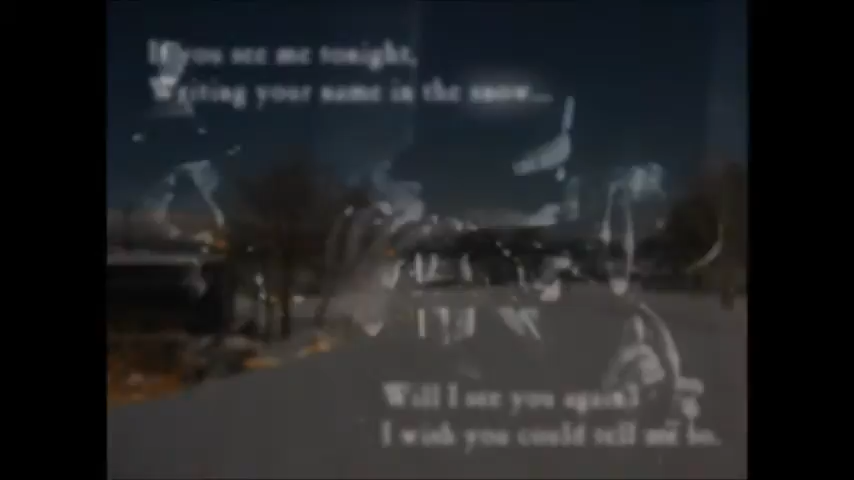 If you see me tonight,
Writing your name in the snow...
Will I see you again?
I wish you could tell me so.